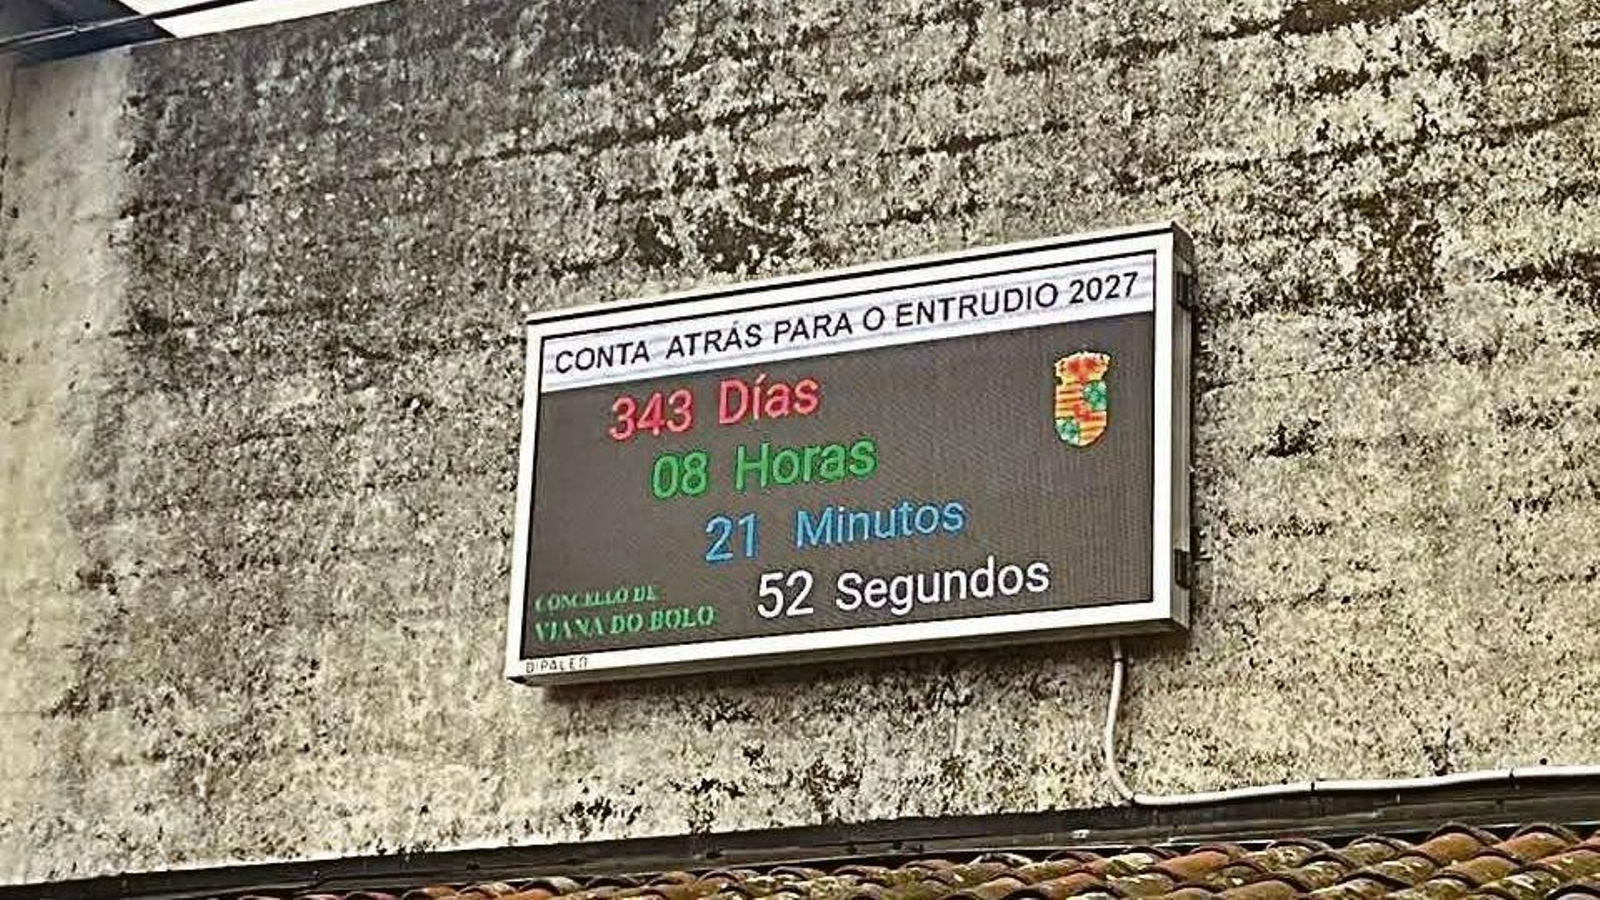 CONTA ATRÁS PARA O ENTRUDIO 2027
343 Días
08 Horas
21 Minutos
52 Segundos
CONCELLO DE
VIANA DO BOLO
DIPALED